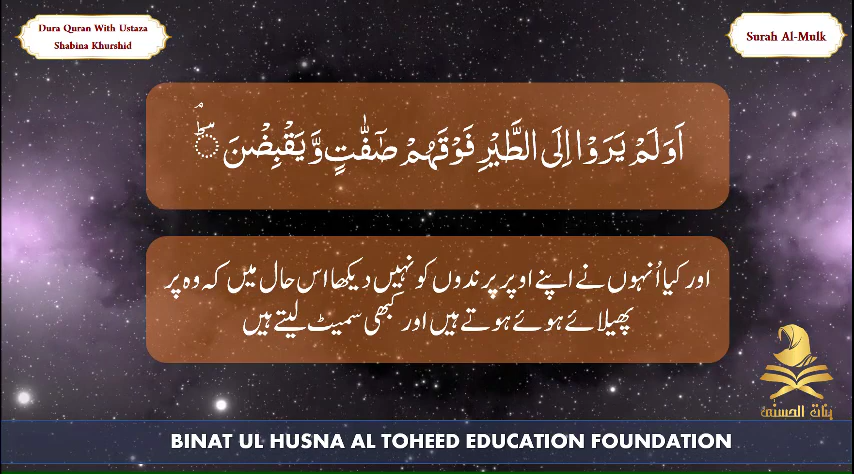 Dura Quran With Ustaza
Shabina Khurshid
Surah Al-Mulk
اَوَلَمْ يَرَوْا اِلَى الطَّيْرِ فَوْقَهُمْ صٰٓفّٰتٍ وَّيَقْبِضْنَ ۘؕ
اور کیا اُنہوں نے اپنے اوپر پرندوں کو نہیں دیکھا اس حال میں کہ وہ پر
پھیلائے ہوئے ہوتے ہیں اور کبھی سمیٹ لیتے ہیں
بنات الحسنیٰ
BINAT UL HUSNA AL TOHEED EDUCATION FOUNDATION